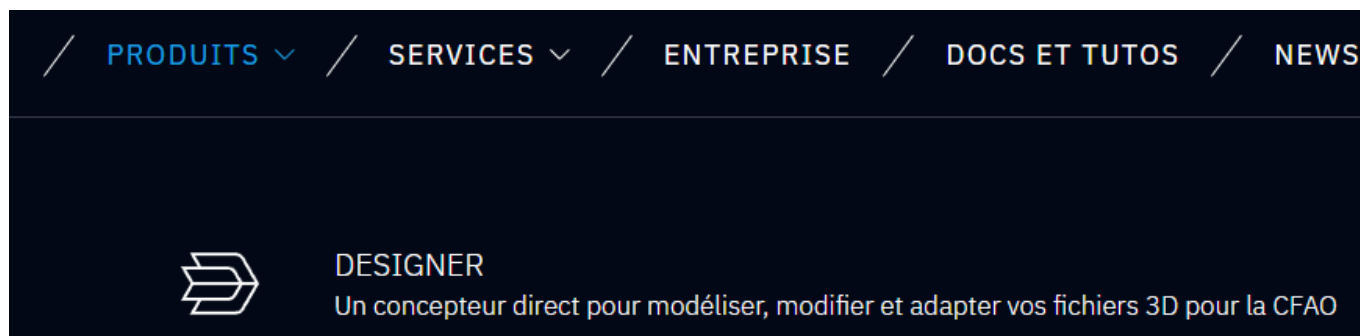 PRODUITS SERVICES ENTREPRISE DOCS ET TUTOS NEWS
DESIGNER
Un concepteur direct pour modéliser, modifier et adapter vos fichiers 3D pour la CFAO